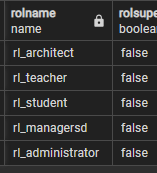 rolname rolsupe
name boolea
rl_architect false
rl_teacher false
rl_student false
rl_managersd false
rl_administrator false